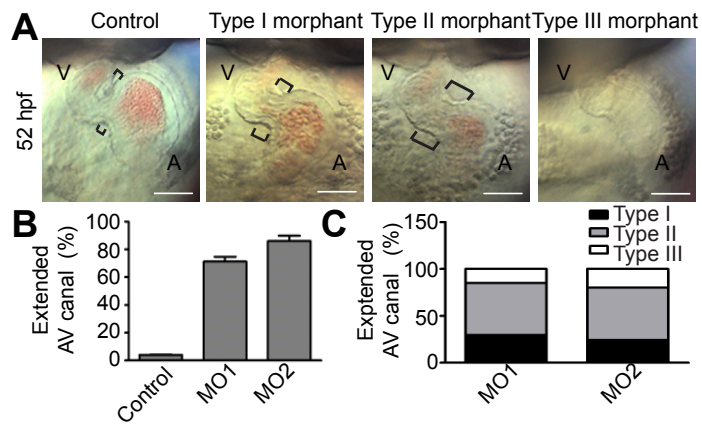 A
Control
Type I morphant
Type II morphant
Type III morphant
52 hpf
V
A
V
A
V
A
V
A
B
Extended
AV canal (%)
100
80
60
40
20
0
Control
MO1
MO2
C
Exptended
AV canal (%)
150
100
50
0
Type I
Type II
Type III
MO1
MO2